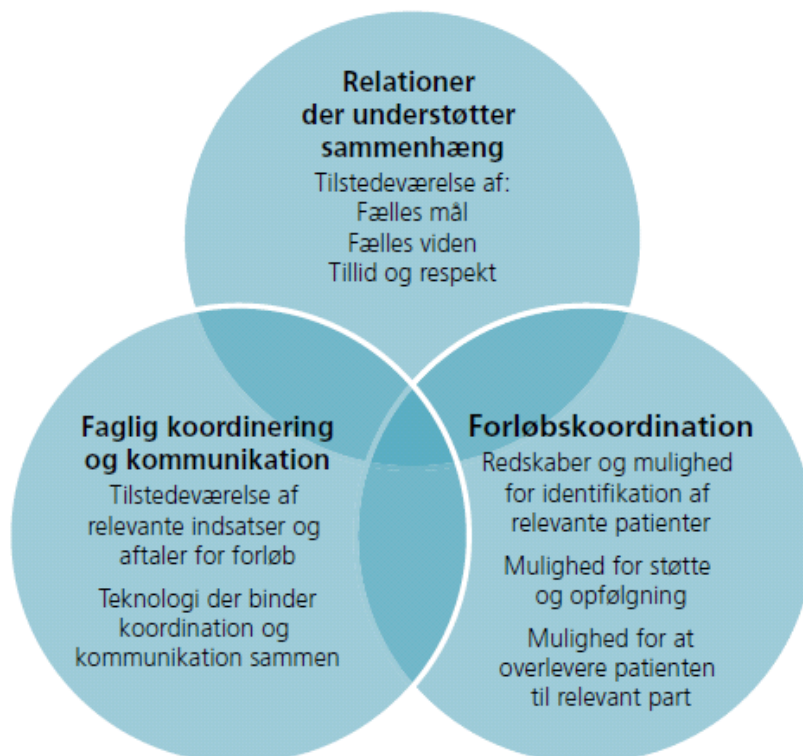 Relationer
der understøtter
sammenhæng
Tilstedeværelse af:
Fælles mål
Fælles viden
Tillid og respekt
Faglig koordinering
og kommunikation
Tilstedeværelse af
relevante indsatser og
aftaler for forløb
Teknologi der binder
koordination og
kommunikation sammen
Forløbskoordination
Redskaber og mulighed
for identifikation af
relevante patienter
Mulighed for støtte
og opfølgning
Mulighed for at
overlevere patienten
til relevant part